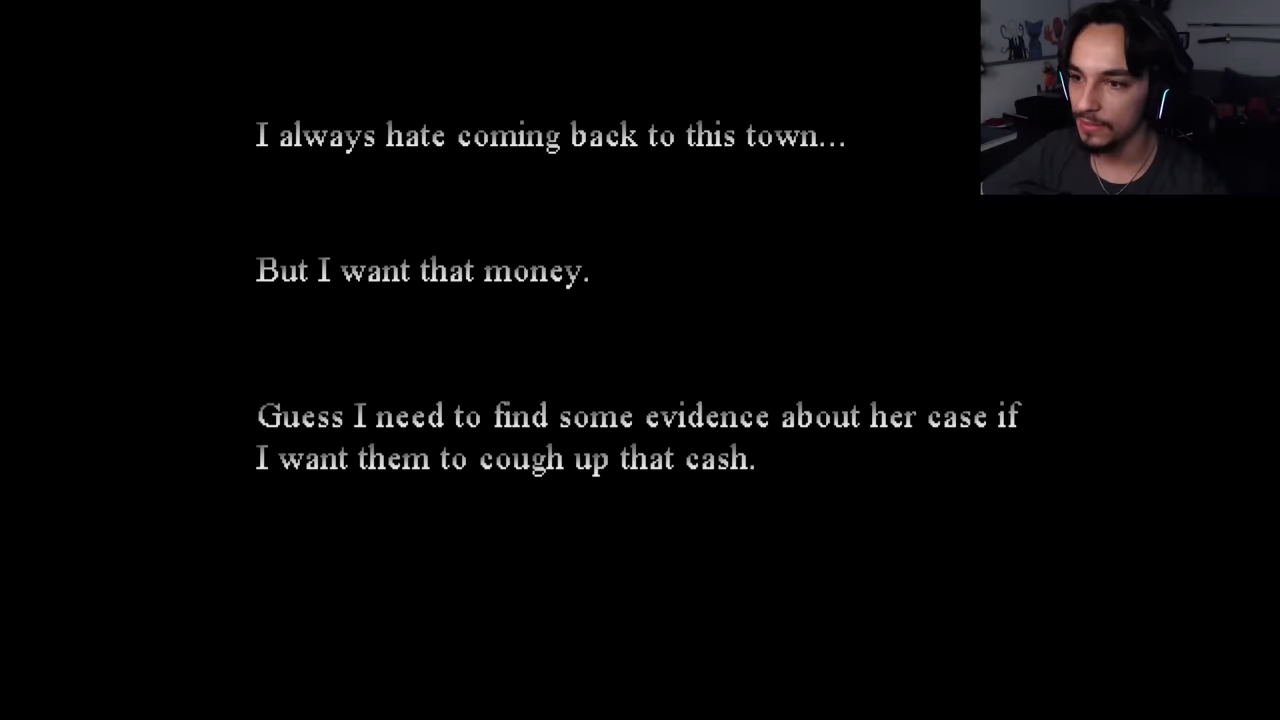 I always hate coming back to this town...
But I want that money.
Guess I need to find some evidence about her case if
I want them to cough up that cash.